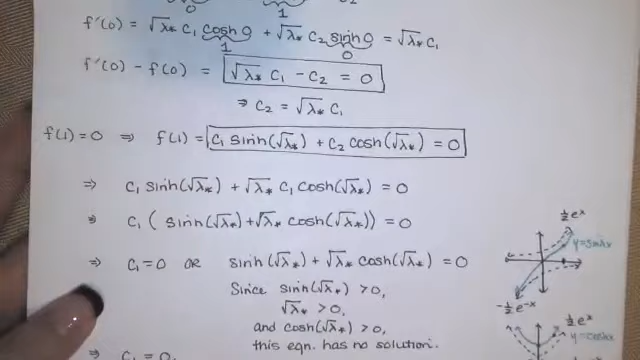 0 1 0₂
f'(0) = √λ* C₁ cosh 0 + √λ* C₂ sinh 0 = √λ* C₁
1 0
f'(0) - f(0) = √λ* C₁ - C₂ = 0
⇒ C₂ = √λ* C₁
f(1) = 0 ⇒ f(1) = C₁ sinh(√λ*) + C₂ cosh(√λ*) = 0
⇒ C₁ sinh(√λ*) + √λ* C₁ cosh(√λ*) = 0
⇒ C₁ ( sinh(√λ*) + √λ* cosh(√λ*)) = 0
½eˣ
y=sinhx
⇒ C₁ = 0 OR sinh(√λ*) + √λ* cosh(√λ*) = 0
Since sinh(√λ*) > 0,
√λ* > 0,
-½e⁻ˣ
and cosh(√λ*) > 0,
½eˣ
this eqn. has no solution.
y=coshx
⇒ C₁ = 0.